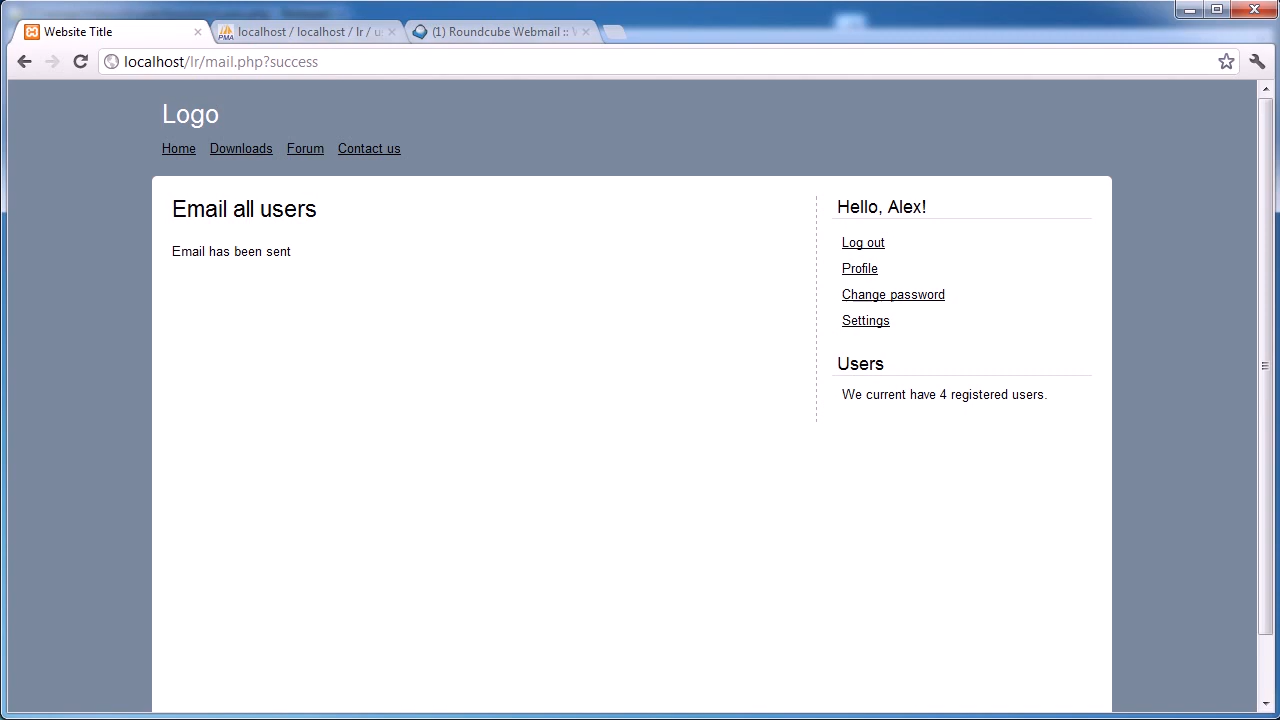 Website Title
localhost / localhost / lr / u
(1) Roundcube Webmail ::
localhost/lr/mail.php?success
Logo
Home Downloads Forum Contact us
Email all users
Email has been sent
Hello, Alex!
Log out
Profile
Change password
Settings
Users
We current have 4 registered users.